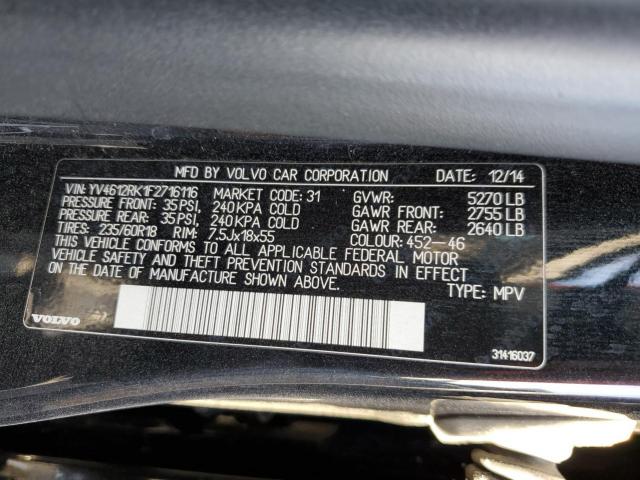 MFD BY VOLVO CAR CORPORATION DATE: 12/14
VIN: YV4612RK1F2716116 MARKET CODE: 31 GVWR: 5270 LB
PRESSURE FRONT: 35 PSI, 240 KPA COLD GAWR FRONT: 2755 LB
PRESSURE REAR: 35 PSI, 240 KPA COLD GAWR REAR: 2640 LB
TIRES: 235/60R18 RIM: 7.5Jx18x55 COLOUR: 452-46
THIS VEHICLE CONFORMS TO ALL APPLICABLE FEDERAL MOTOR
VEHICLE SAFETY AND THEFT PREVENTION STANDARDS IN EFFECT
ON THE DATE OF MANUFACTURE SHOWN ABOVE.
TYPE: MPV
VOLVO
31416037